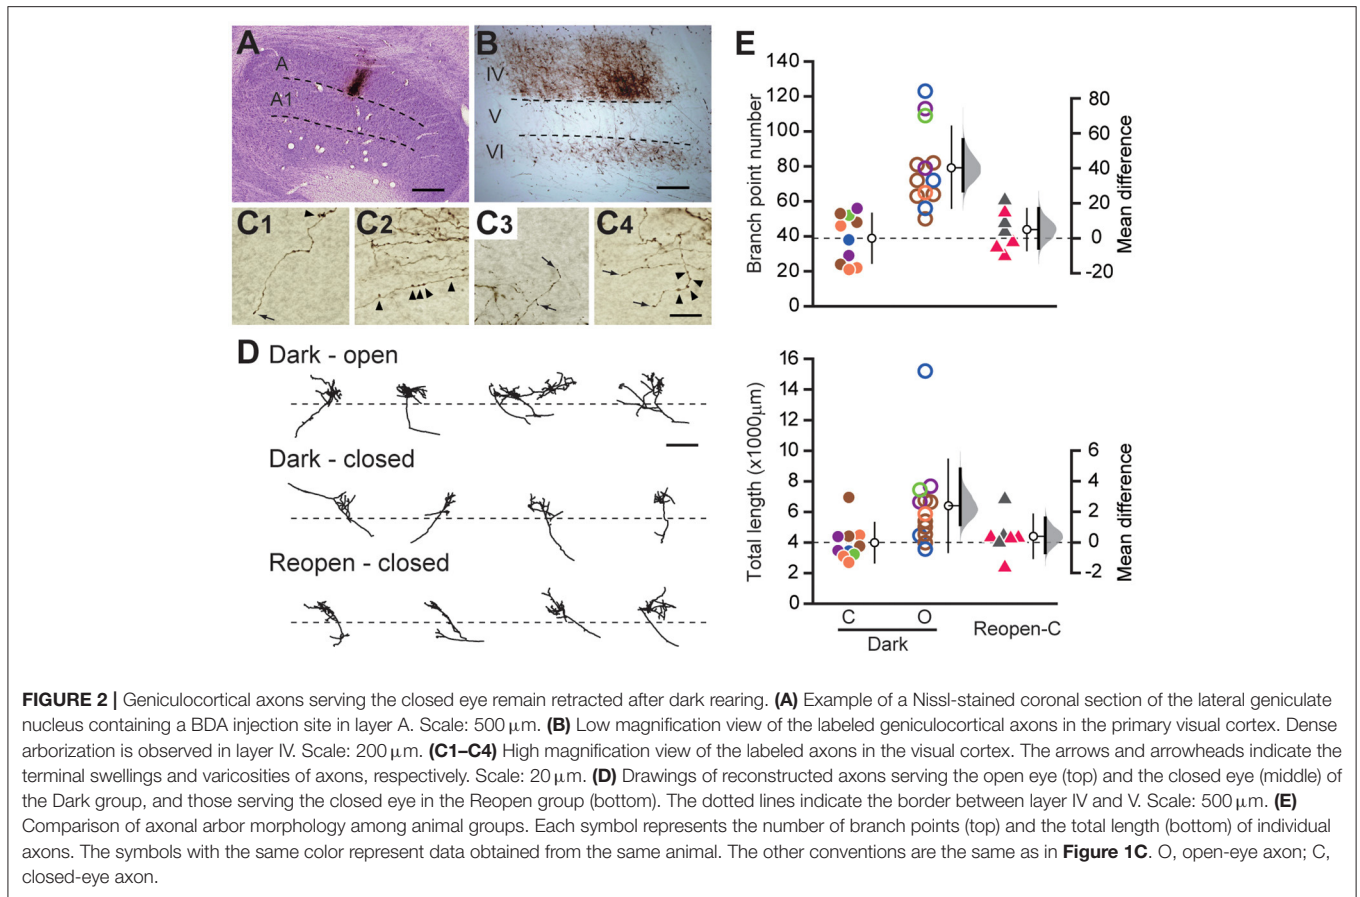 A
A
A1
B
IV
V
VI
C1
C2
C3
C4
D
Dark - open
Dark - closed
Reopen - closed
E
Branch point number
140
120
100
80
60
40
20
0
80
60
40
20
0
-20
Mean difference
Total length (x1000μm)
16
14
12
10
8
6
4
2
0
6
4
2
0
-2
Mean difference
C
O
Dark
Reopen-C
FIGURE 2 | Geniculocortical axons serving the closed eye remain retracted after dark rearing. (A) Example of a Nissl-stained coronal section of the lateral geniculate
nucleus containing a BDA injection site in layer A. Scale: 500 μm. (B) Low magnification view of the labeled geniculocortical axons in the primary visual cortex. Dense
arborization is observed in layer IV. Scale: 200 μm. (C1–C4) High magnification view of the labeled axons in the visual cortex. The arrows and arrowheads indicate the
terminal swellings and varicosities of axons, respectively. Scale: 20 μm. (D) Drawings of reconstructed axons serving the open eye (top) and the closed eye (middle) of
the Dark group, and those serving the closed eye in the Reopen group (bottom). The dotted lines indicate the border between layer IV and V. Scale: 500 μm. (E)
Comparison of axonal arbor morphology among animal groups. Each symbol represents the number of branch points (top) and the total length (bottom) of individual
axons. The symbols with the same color represent data obtained from the same animal. The other conventions are the same as in Figure 1C. O, open-eye axon; C,
closed-eye axon.